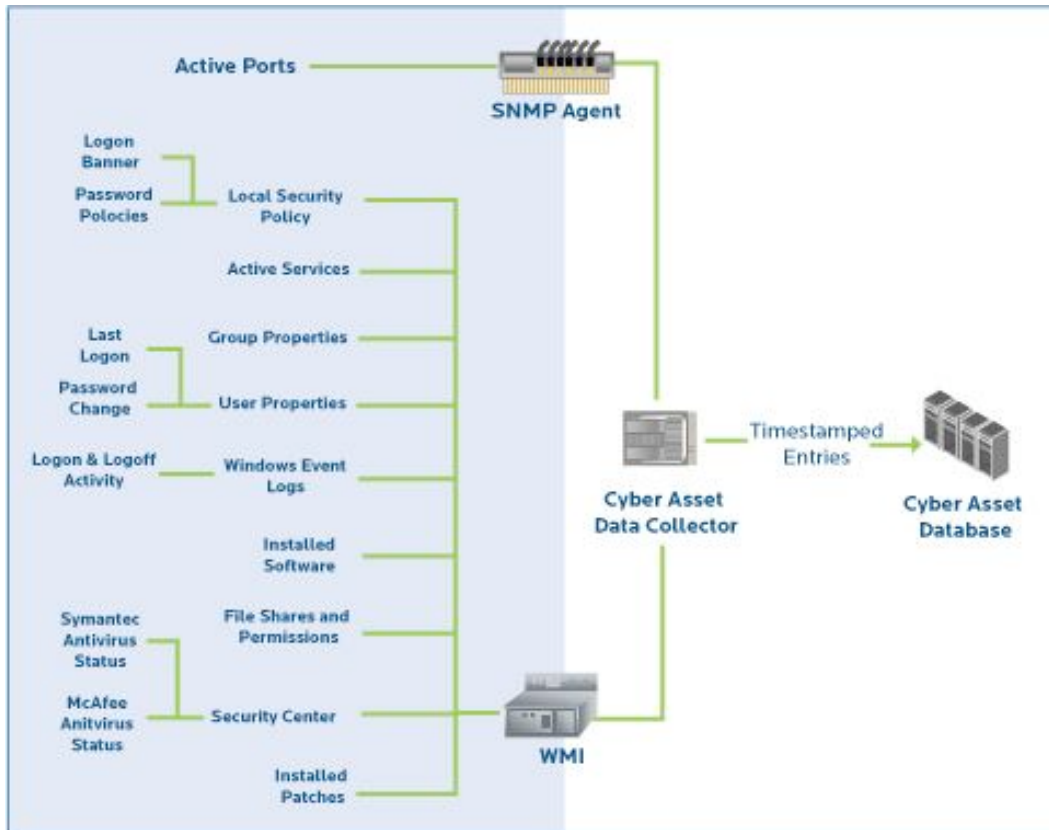 Active Ports
SNMP Agent
Logon
Banner
Password
Polocies
Local Security
Policy
Active Services
Group Properties
Last
Logon
Password
Change
User Properties
Logon & Logoff
Activity
Windows Event
Logs
Installed
Software
File Shares and
Permissions
Symantec
Antivirus
Status
McAfee
Anitvirus
Status
Security Center
Installed
Patches
WMI
Cyber Asset
Data Collector
Timestamped
Entries
Cyber Asset
Database